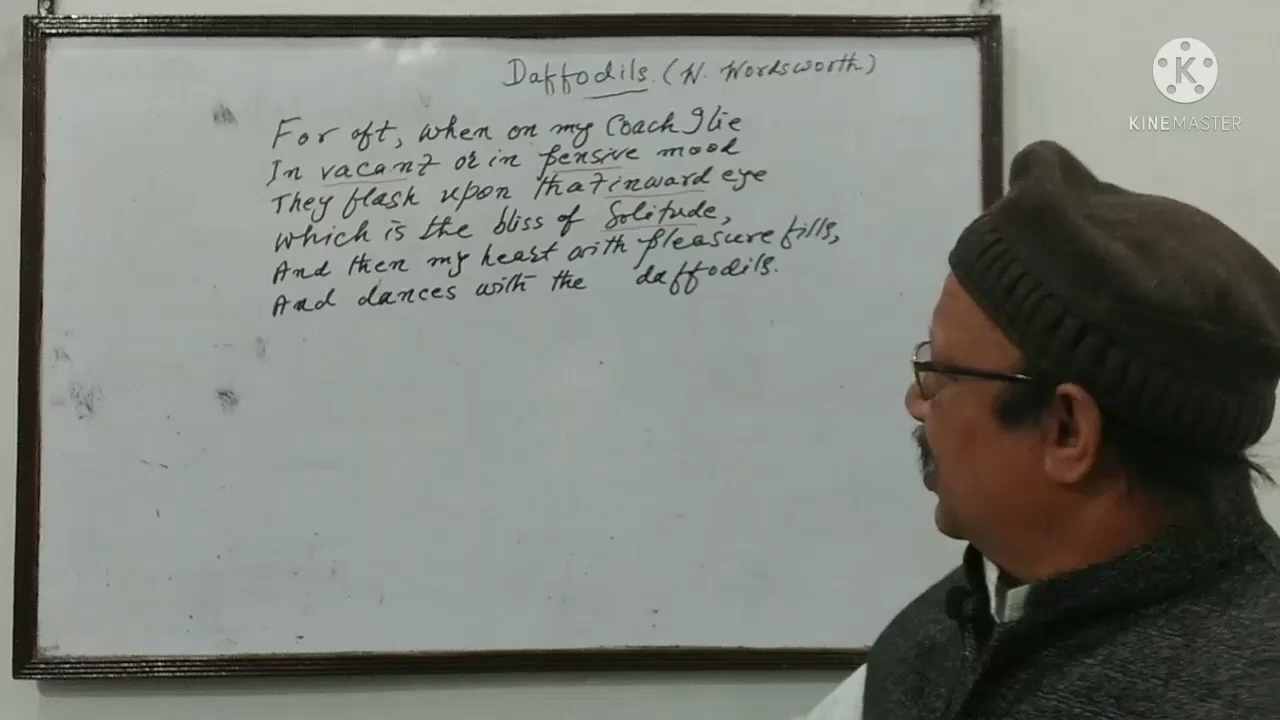 Daffodils. (W. Wordsworth)
For oft, when on my Coach I lie
In vacant or in pensive mood
They flash upon that inward eye
which is the bliss of Solitude,
And then my heart with pleasure fills,
And dances with the daffodils.
K
KINEMASTER